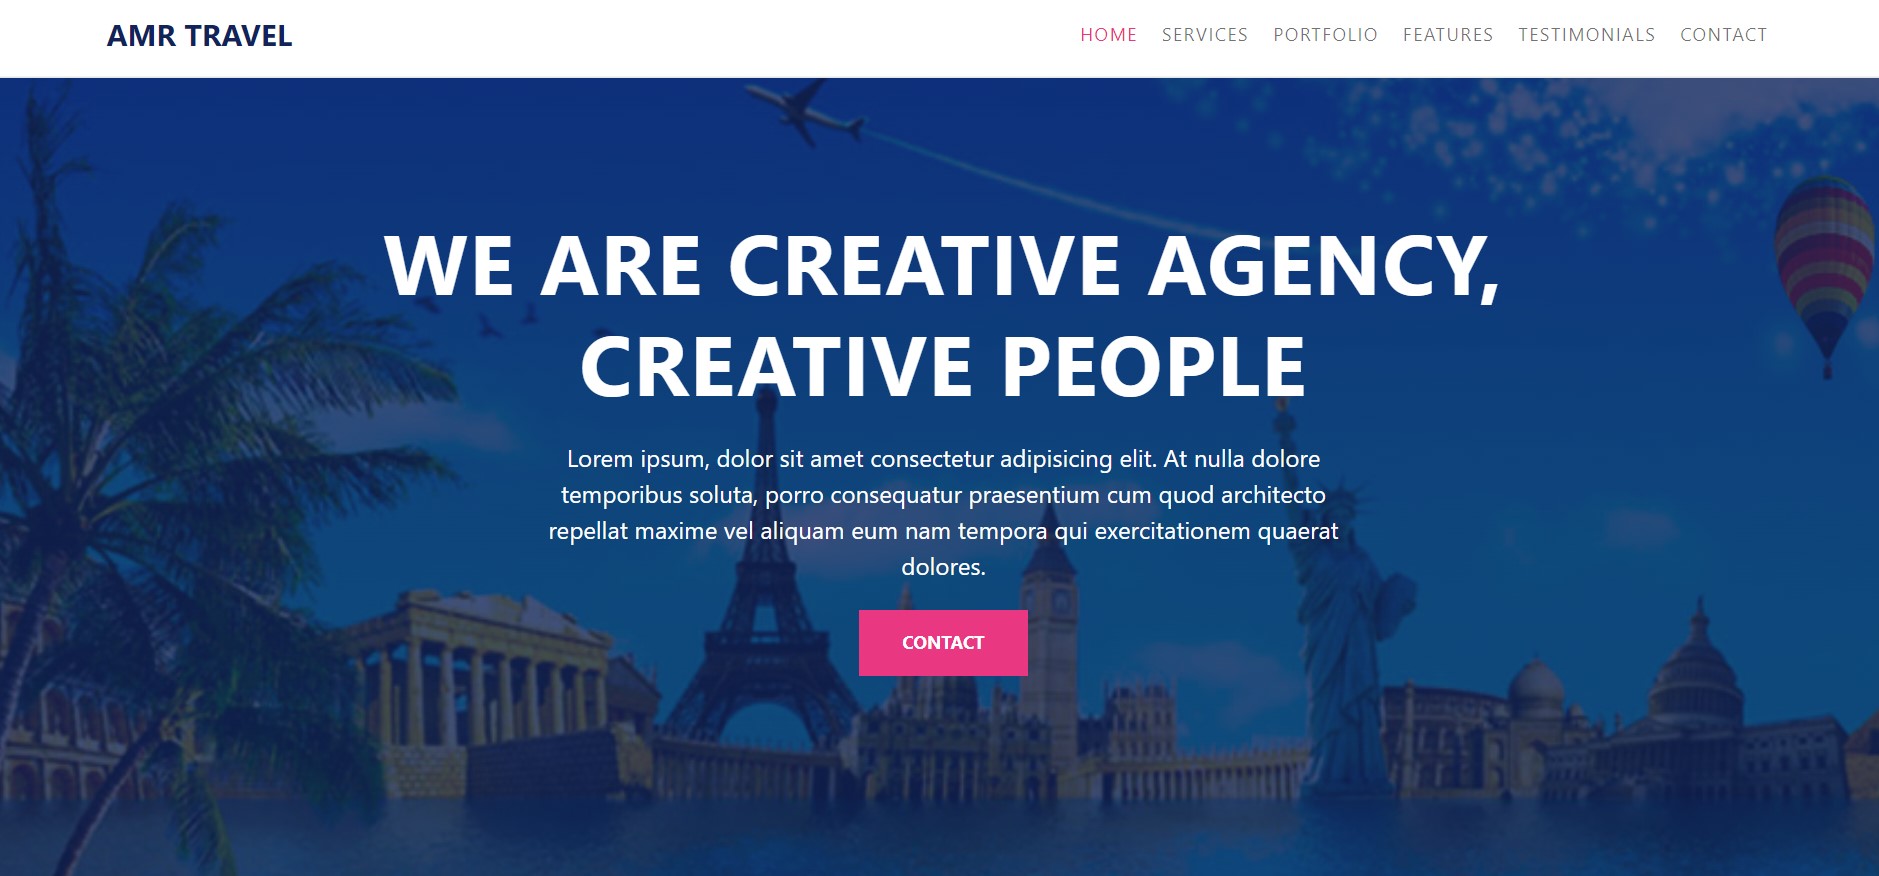 AMR TRAVEL
HOME SERVICES PORTFOLIO FEATURES TESTIMONIALS CONTACT
WE ARE CREATIVE AGENCY,
CREATIVE PEOPLE
Lorem ipsum, dolor sit amet consectetur adipisicing elit. At nulla dolore
temporibus soluta, porro consequatur praesentium cum quod architecto
repellat maxime vel aliquam eum nam tempora qui exercitationem quaerat
dolores.
CONTACT